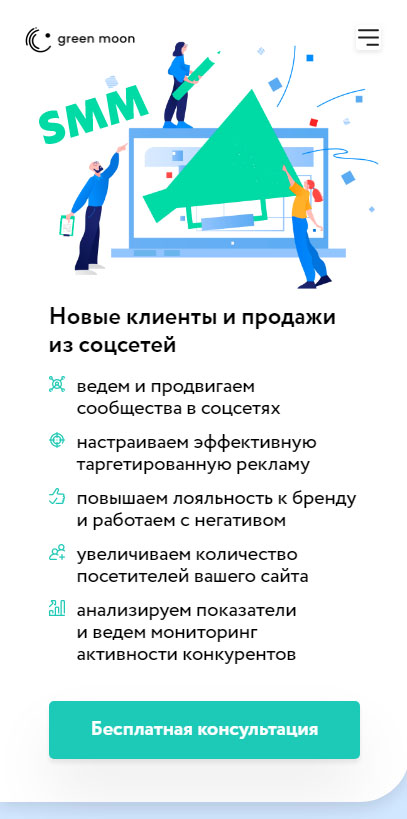 green moon
SMM
Новые клиенты и продажи
из соцсетей
ведем и продвигаем
сообщества в соцсетях
настраиваем эффективную
таргетированную рекламу
повышаем лояльность к бренду
и работаем с негативом
увеличиваем количество
посетителей вашего сайта
анализируем показатели
и ведем мониторинг
активности конкурентов
Бесплатная консультация